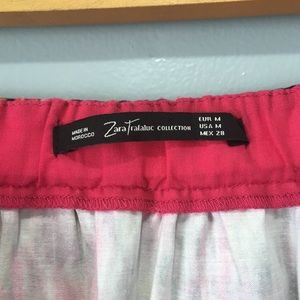 MADE IN
MOROCCO
Zara Trafaluc COLLECTION
EUR M
USA M
MEX 28